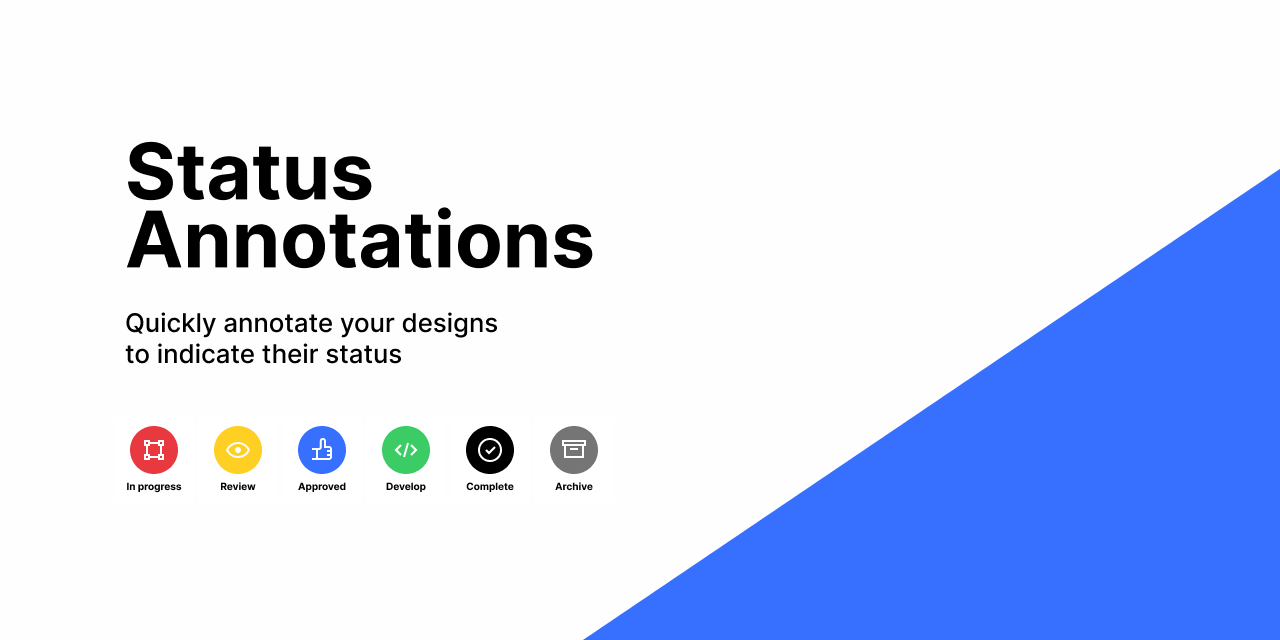 Status
Annotations
Quickly annotate your designs
to indicate their status
In progress
Review
Approved
Develop
Complete
Archive